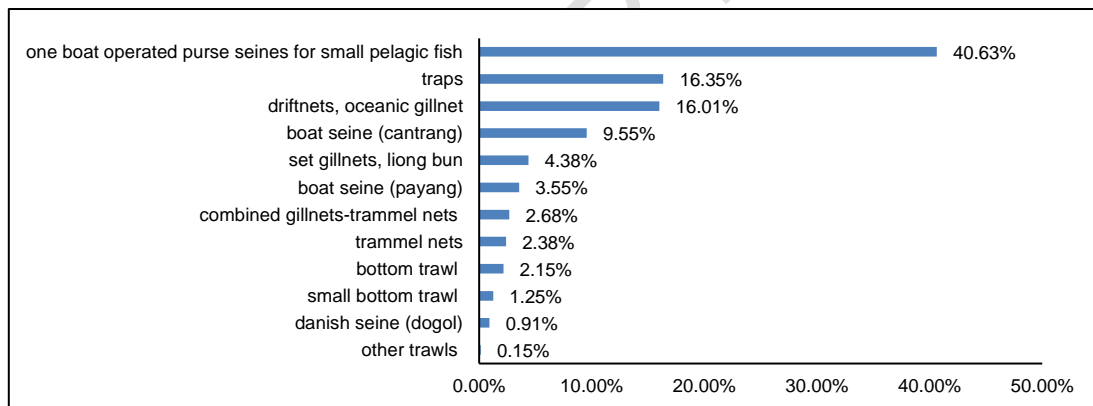 one boat operated purse seines for small pelagic fish 40.63%
traps 16.35%
driftnets, oceanic gillnet 16.01%
boat seine (cantrang) 9.55%
set gillnets, liong bun 4.38%
boat seine (payang) 3.55%
combined gillnets-trammel nets 2.68%
trammel nets 2.38%
bottom trawl 2.15%
small bottom trawl 1.25%
danish seine (dogol) 0.91%
other trawls 0.15%
0.00% 10.00% 20.00% 30.00% 40.00% 50.00%